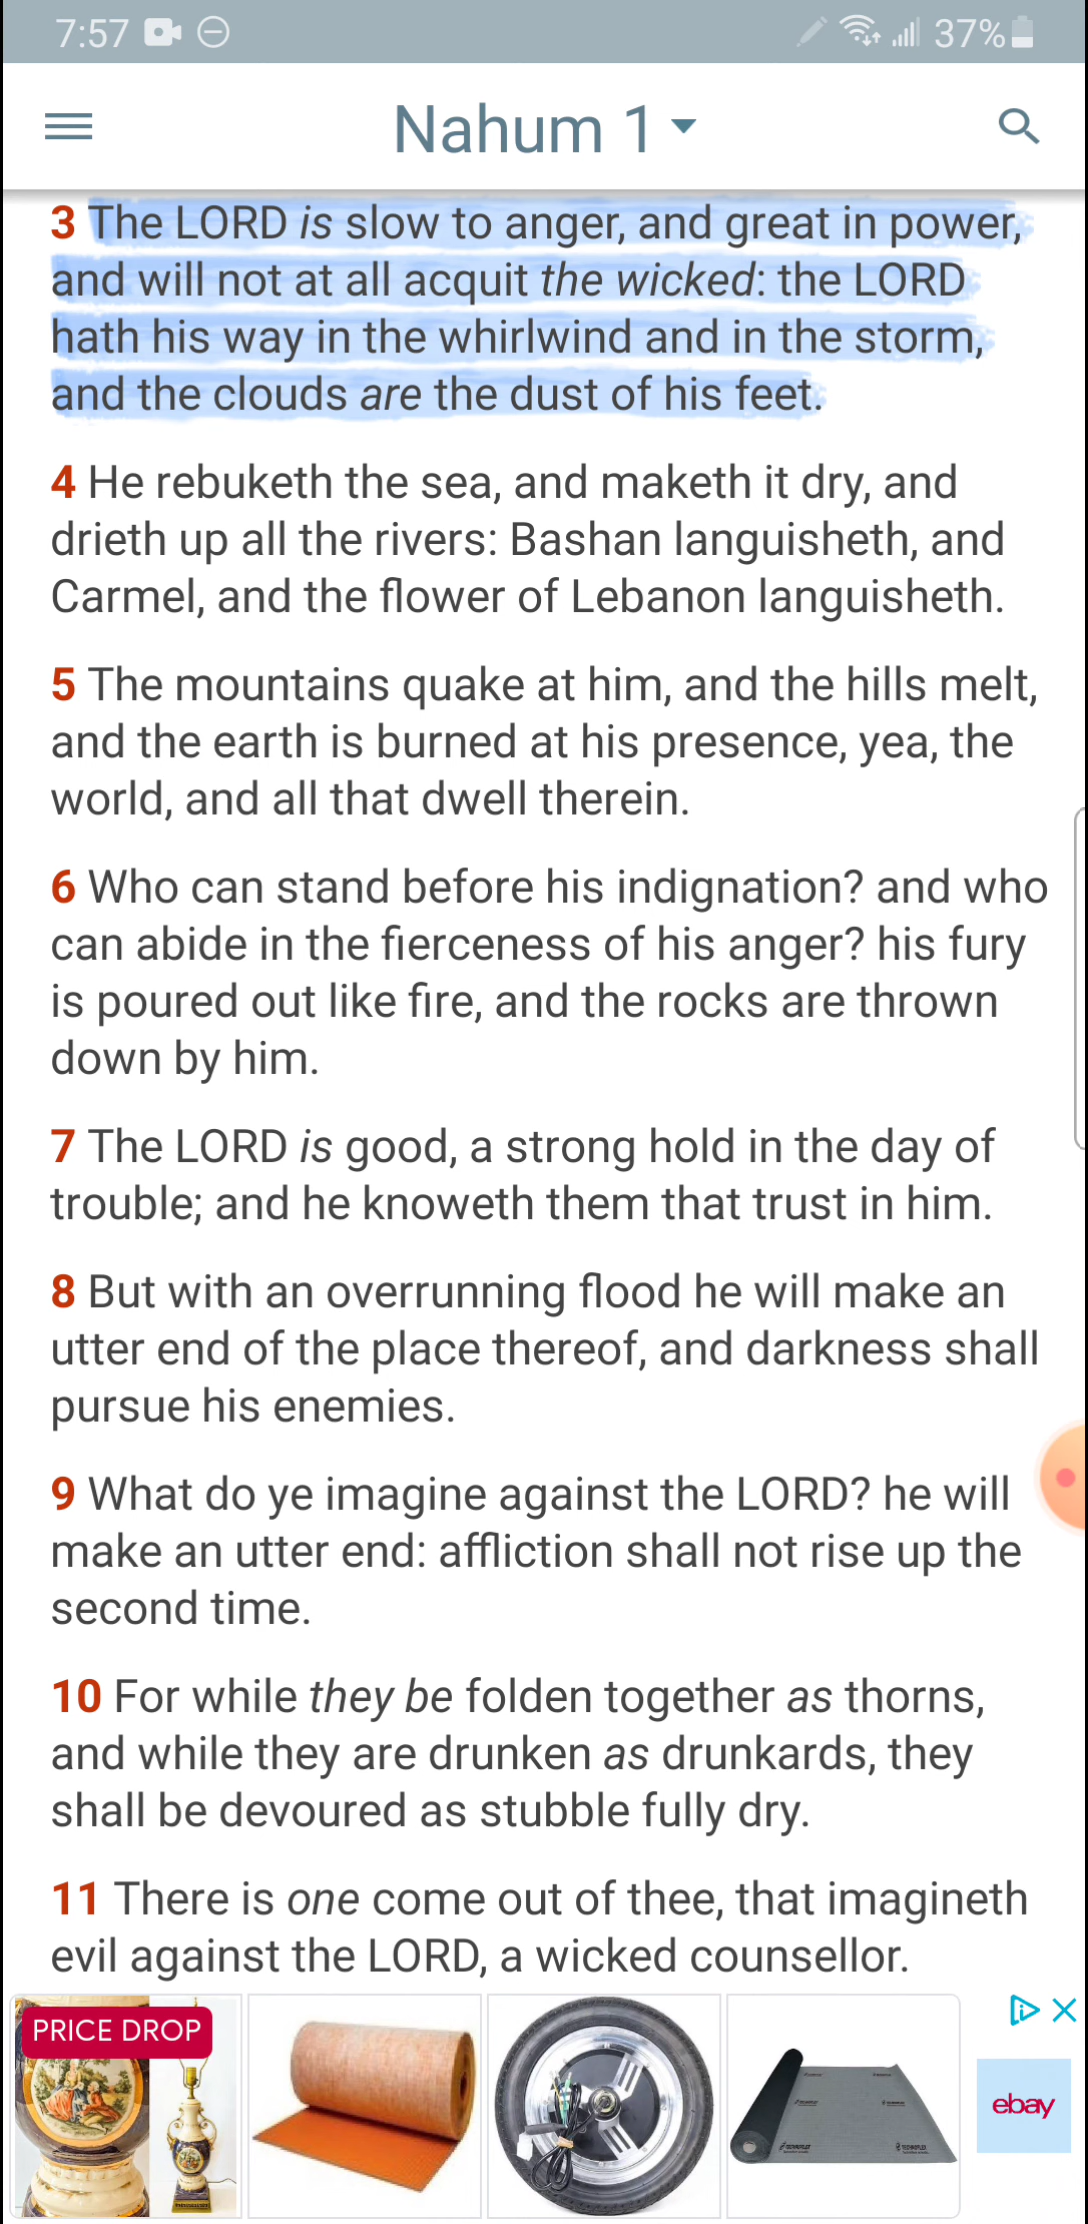 7:57 37%
Nahum 1
3 The LORD is slow to anger, and great in power,
and will not at all acquit the wicked: the LORD
hath his way in the whirlwind and in the storm,
and the clouds are the dust of his feet.
4 He rebuketh the sea, and maketh it dry, and
drieth up all the rivers: Bashan languisheth, and
Carmel, and the flower of Lebanon languisheth.
5 The mountains quake at him, and the hills melt,
and the earth is burned at his presence, yea, the
world, and all that dwell therein.
6 Who can stand before his indignation? and who
can abide in the fierceness of his anger? his fury
is poured out like fire, and the rocks are thrown
down by him.
7 The LORD is good, a strong hold in the day of
trouble; and he knoweth them that trust in him.
8 But with an overrunning flood he will make an
utter end of the place thereof, and darkness shall
pursue his enemies.
9 What do ye imagine against the LORD? he will
make an utter end: affliction shall not rise up the
second time.
10 For while they be folden together as thorns,
and while they are drunken as drunkards, they
shall be devoured as stubble fully dry.
11 There is one come out of thee, that imagineth
evil against the LORD, a wicked counsellor.
PRICE DROP
ebay